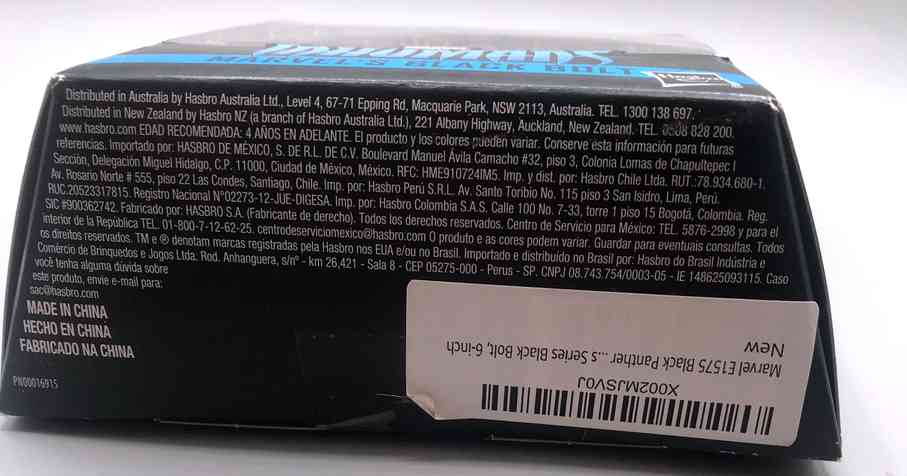 MARVEL'S BLACK BOLT
Hasbro
Distributed in Australia by Hasbro Australia Ltd., Level 4, 67-71 Epping Rd, Macquarie Park, NSW 2113, Australia. TEL. 1300 138 697.
Distributed in New Zealand by Hasbro NZ (a branch of Hasbro Australia Ltd.), 221 Albany Highway, Auckland, New Zealand. TEL. 0508 828 200.
www.hasbro.com EDAD RECOMENDADA: 4 AÑOS EN ADELANTE. El producto y los colores pueden variar. Conserve esta información para futuras
referencias. Importado por: HASBRO DE MÉXICO, S. DE R.L. DE C.V. Boulevard Manuel Ávila Camacho #32, piso 3, Colonia Lomas de Chapultepec I
Sección, Delegación Miguel Hidalgo, C.P. 11000, Ciudad de México, México. RFC: HME910724IM5. Imp. y dist. por: Hasbro Chile Ltda. RUT.:78.934.680-1.
Av. Rosario Norte # 555, piso 22 Las Condes, Santiago, Chile. Imp. por: Hasbro Perú S.R.L. Av. Santo Toribio No. 115 piso 3 San Isidro, Lima, Perú.
RUC:20523317815. Registro Nacional N°02273-12-JUE-DIGESA. Imp. por: Hasbro Colombia S.A.S. Calle 100 No. 7-33, torre 1 piso 15 Bogotá, Colombia. Reg.
SIC #900362742. Fabricado por: HASBRO S.A. (Fabricante de derecho). Todos los derechos reservados. Centro de Servicio para México: TEL. 5876-2998 y para el
interior de la República TEL. 01-800-7-12-62-25. centrodeserviciomexico@hasbro.com O produto e as cores podem variar. Guardar para eventuais consultas. Todos
os direitos reservados. TM e ® denotam marcas registradas pela Hasbro nos EUA e/ou no Brasil. Importado e distribuído no Brasil por: Hasbro do Brasil Indústria e
Comércio de Brinquedos e Jogos Ltda. Rod. Anhanguera, s/nº - km 26,421 - Sala 8 - CEP 05275-000 - Perus - SP. CNPJ 08.743.754/0003-05 - IE 148625093115. Caso
você tenha alguma dúvida sobre
este produto, envie e-mail para:
sac@hasbro.com
MADE IN CHINA
HECHO EN CHINA
FABRICADO NA CHINA
PN00016915
X002MJSV0J
Marvel E1575 Black Panther ...s Series Black Bolt, 6-inch
New